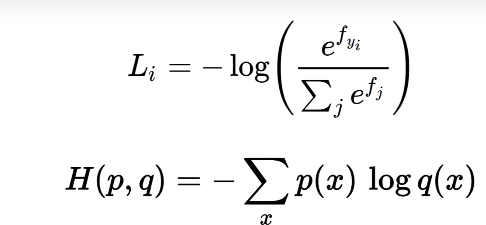 L_i = -\log\left(\frac{e^{f_{y_i}}}{\sum_j e^{f_j}}\right)
H(p, q) = -\sum_x p(x) \log q(x)